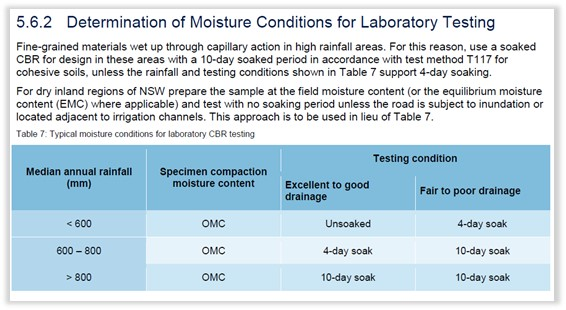 5.6.2 Determination of Moisture Conditions for Laboratory Testing
Fine-grained materials wet up through capillary action in high rainfall areas. For this reason, use a soaked
CBR for design in these areas with a 10-day soaked period in accordance with test method T117 for
cohesive soils, unless the rainfall and testing conditions shown in Table 7 support 4-day soaking.
For dry inland regions of NSW prepare the sample at the field moisture content (or the equilibrium moisture
content (EMC) where applicable) and test with no soaking period unless the road is subject to inundation or
located adjacent to irrigation channels. This approach is to be used in lieu of Table 7.
Table 7: Typical moisture conditions for laboratory CBR testing
Median annual rainfall
(mm)
Specimen compaction
moisture content
Testing condition
Excellent to good
drainage
Fair to poor drainage
< 600 OMC Unsoaked 4-day soak
600 – 800 OMC 4-day soak 10-day soak
> 800 OMC 10-day soak 10-day soak